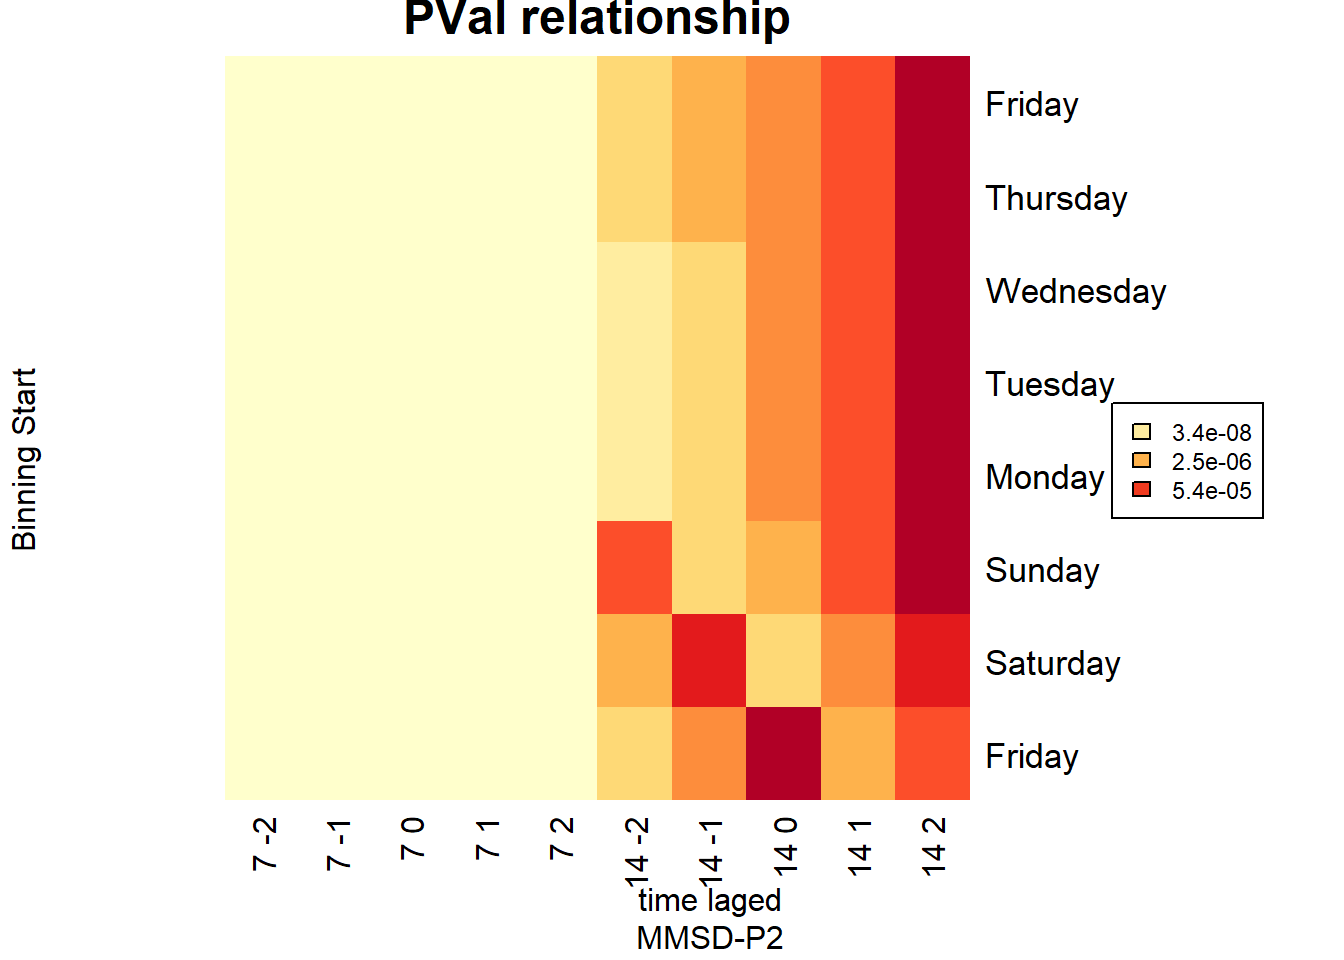 PVal relationship
Friday
Thursday
Wednesday
Tuesday
Monday
Sunday
Saturday
Friday
3.4e-08
2.5e-06
5.4e-05
Binning Start
7 -2
7 -1
7 0
7 1
7 2
14 -2
14 -1
14 0
14 1
14 2
time laged
MMSD-P2